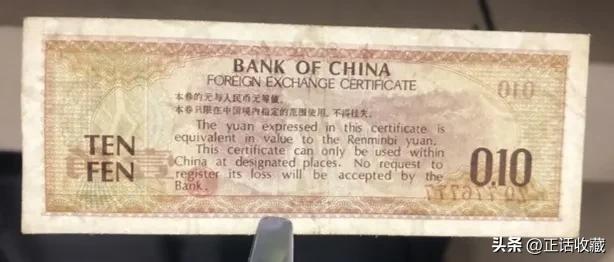 BANK OF CHINA
FOREIGN EXCHANGE CERTIFICATE
010
本券的元与人民币元等值。
本券只限在中国境内指定的范围使用,不得挂失。
The yuan expressed in this certificate is
equivalent in value to the Renminbi yuan.
This certificate can only be used within
China at designated places. No request to
register its loss will be accepted by the
Bank.
TEN
FEN
0.10
头条 @正话收藏